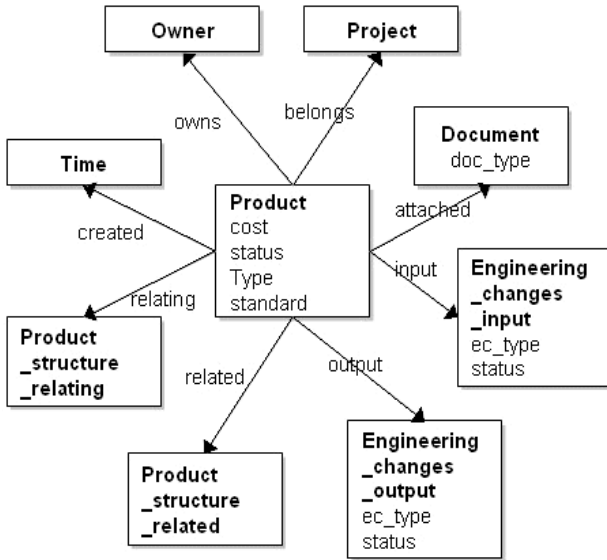 Owner
Project
owns
belongs
Time
Document
doc_type
Product
cost
status
Type
standard
attached
created
input
relating
Engineering
_changes
_input
ec_type
status
Product
_structure
_relating
related
output
Product
_structure
_related
Engineering
_changes
_output
ec_type
status